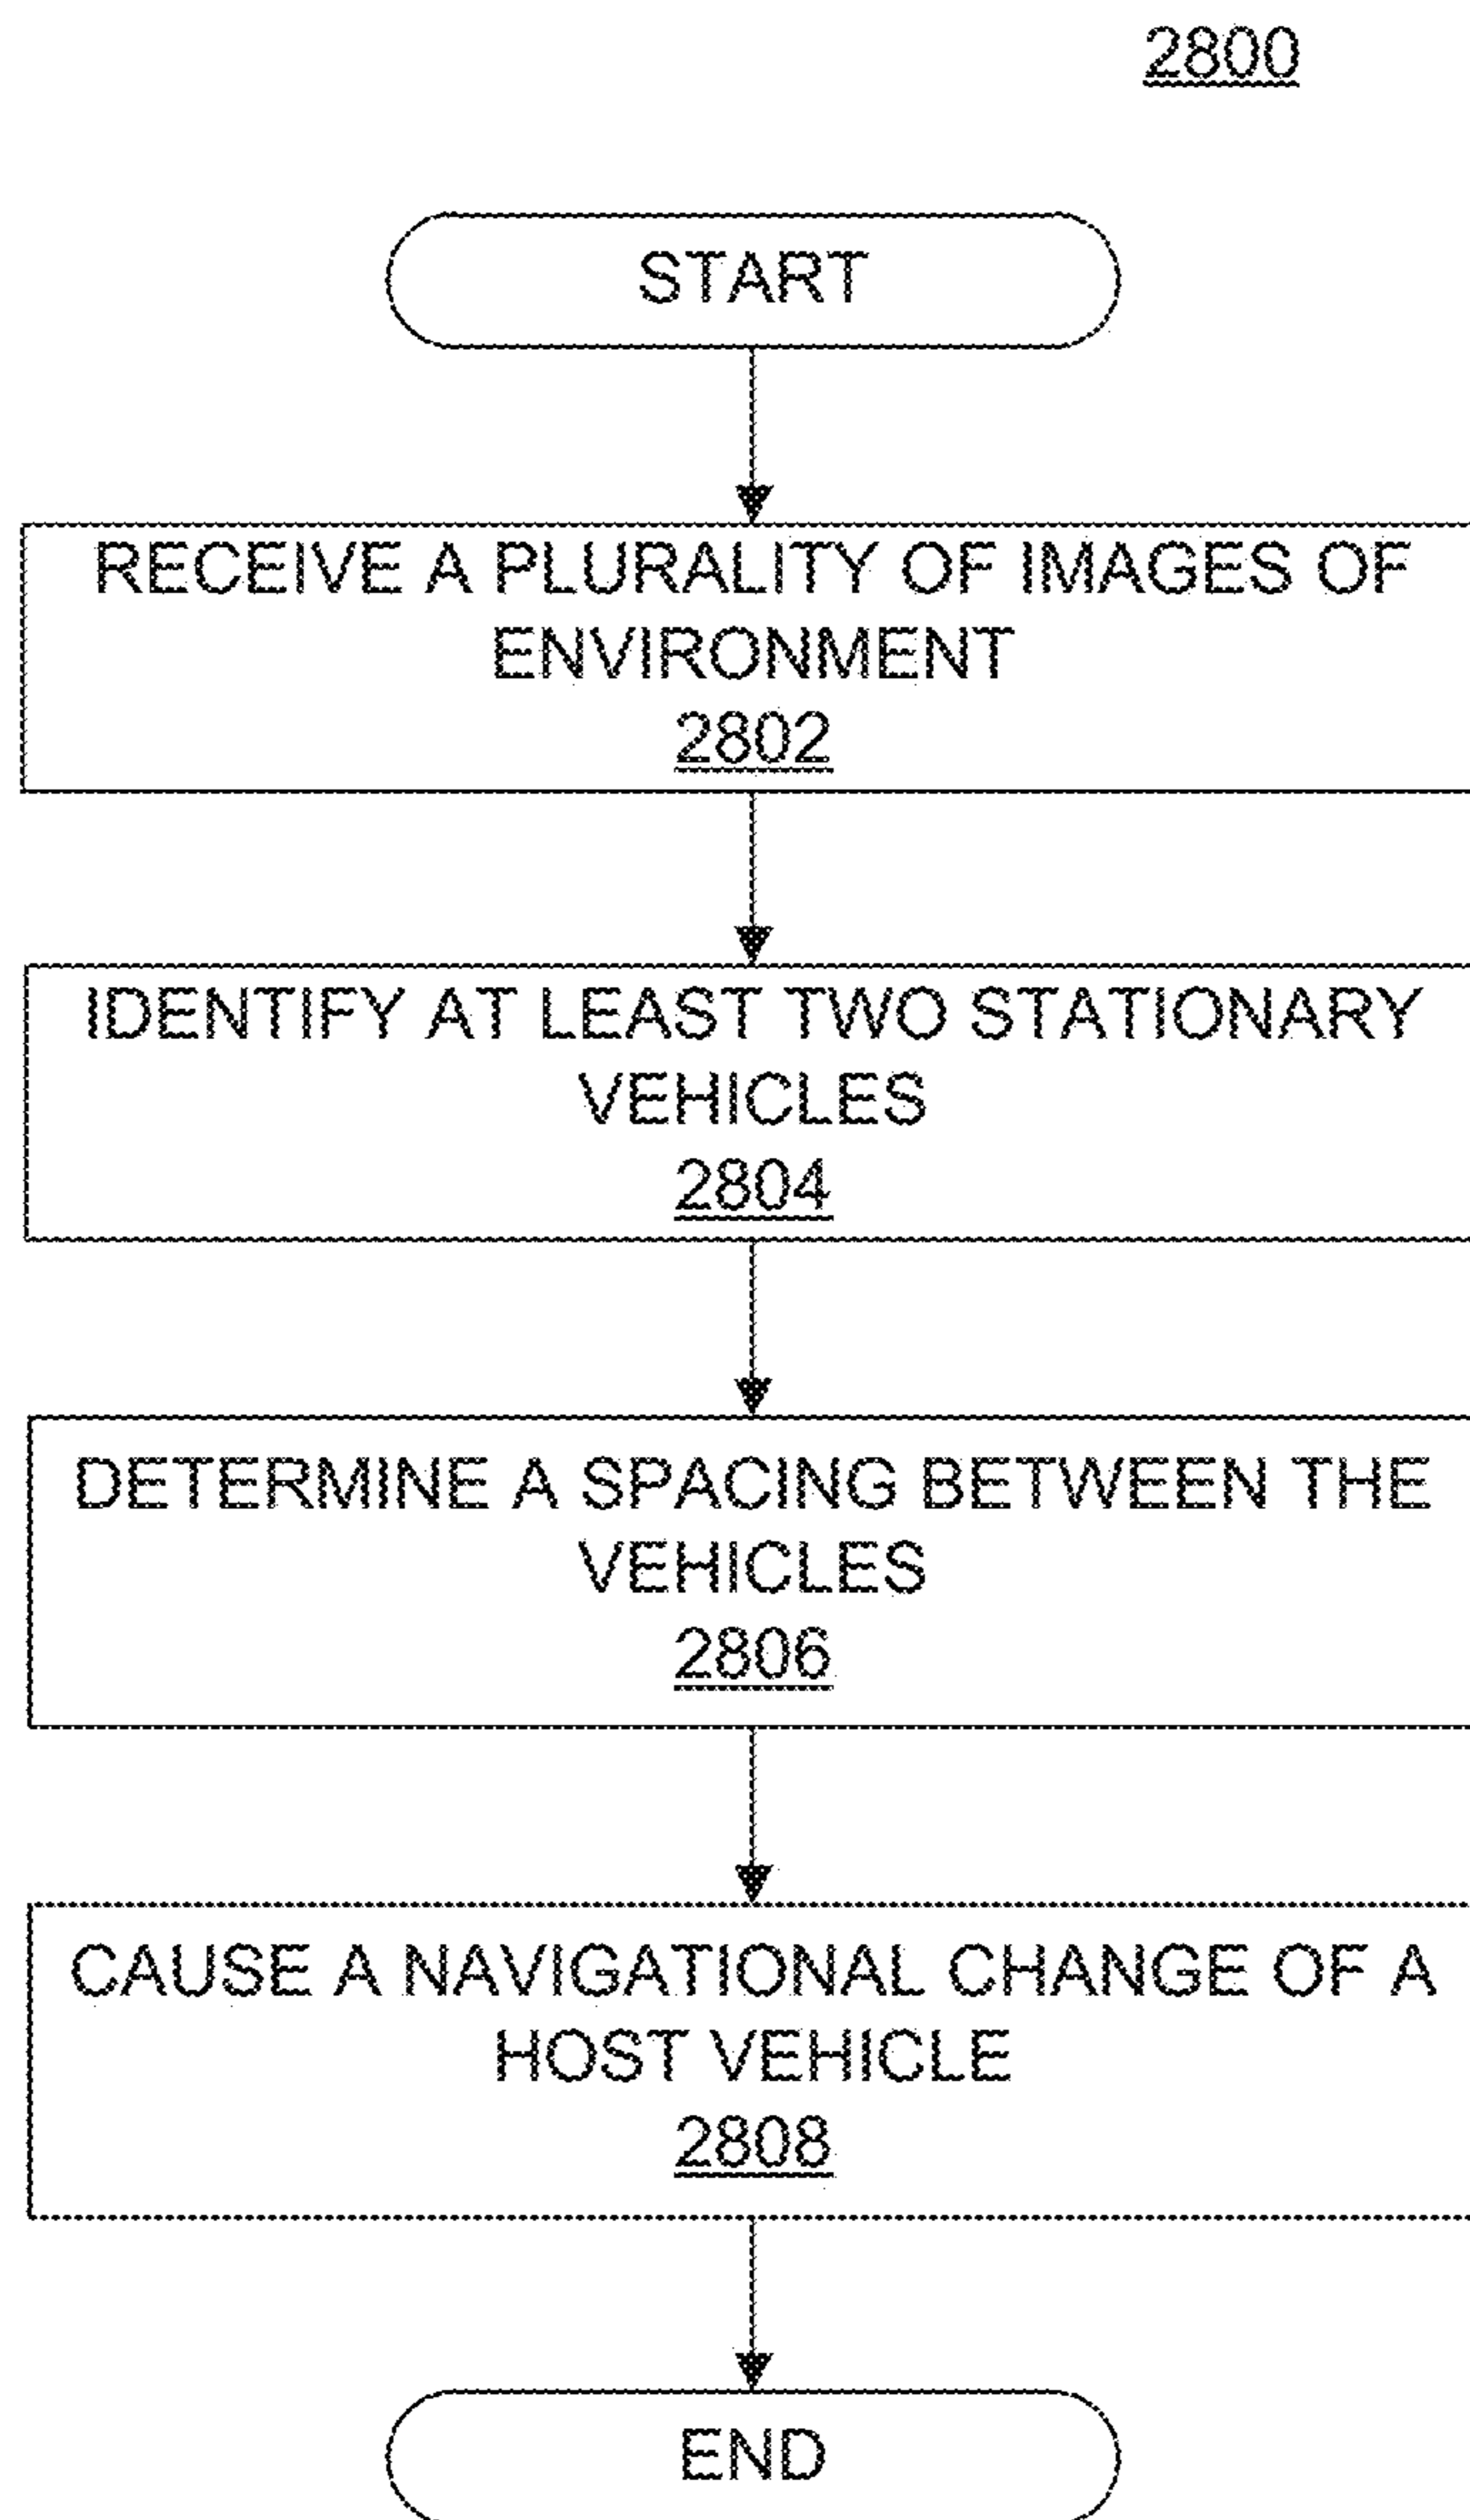 2800
START
RECEIVE A PLURALITY OF IMAGES OF
ENVIRONMENT
2802
IDENTIFY AT LEAST TWO STATIONARY
VEHICLES
2804
DETERMINE A SPACING BETWEEN THE
VEHICLES
2806
CAUSE A NAVIGATIONAL CHANGE OF A
HOST VEHICLE
2808
END